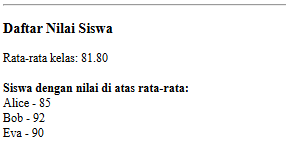 Daftar Nilai Siswa
Rata-rata kelas: 81.80
Siswa dengan nilai di atas rata-rata:
Alice - 85
Bob - 92
Eva - 90